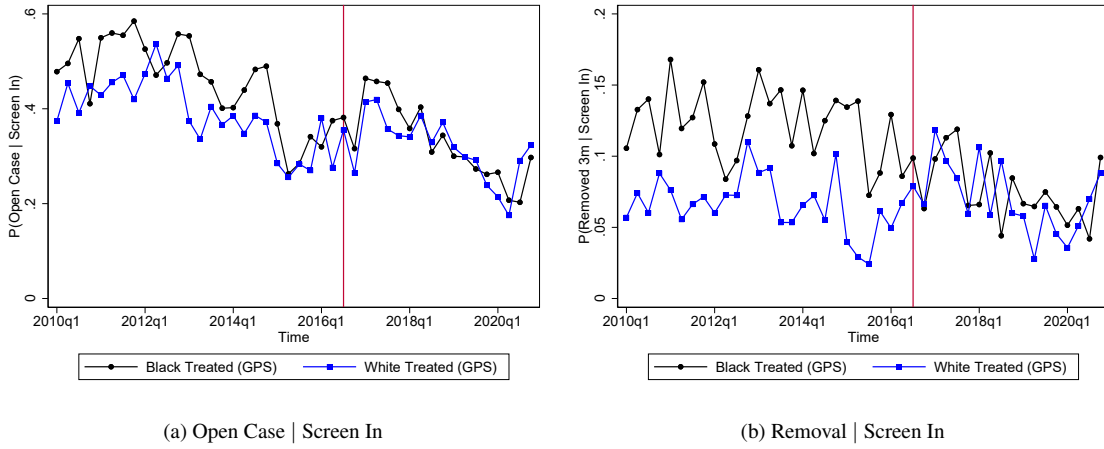 .6
.4
.2
0
P(Open Case | Screen In)
2010q1 2012q1 2014q1 2016q1 2018q1 2020q1
Time
Black Treated (GPS) White Treated (GPS)
(a) Open Case | Screen In
.2
.15
.1
.05
0
P(Removed 3m | Screen In)
2010q1 2012q1 2014q1 2016q1 2018q1 2020q1
Time
Black Treated (GPS) White Treated (GPS)
(b) Removal | Screen In